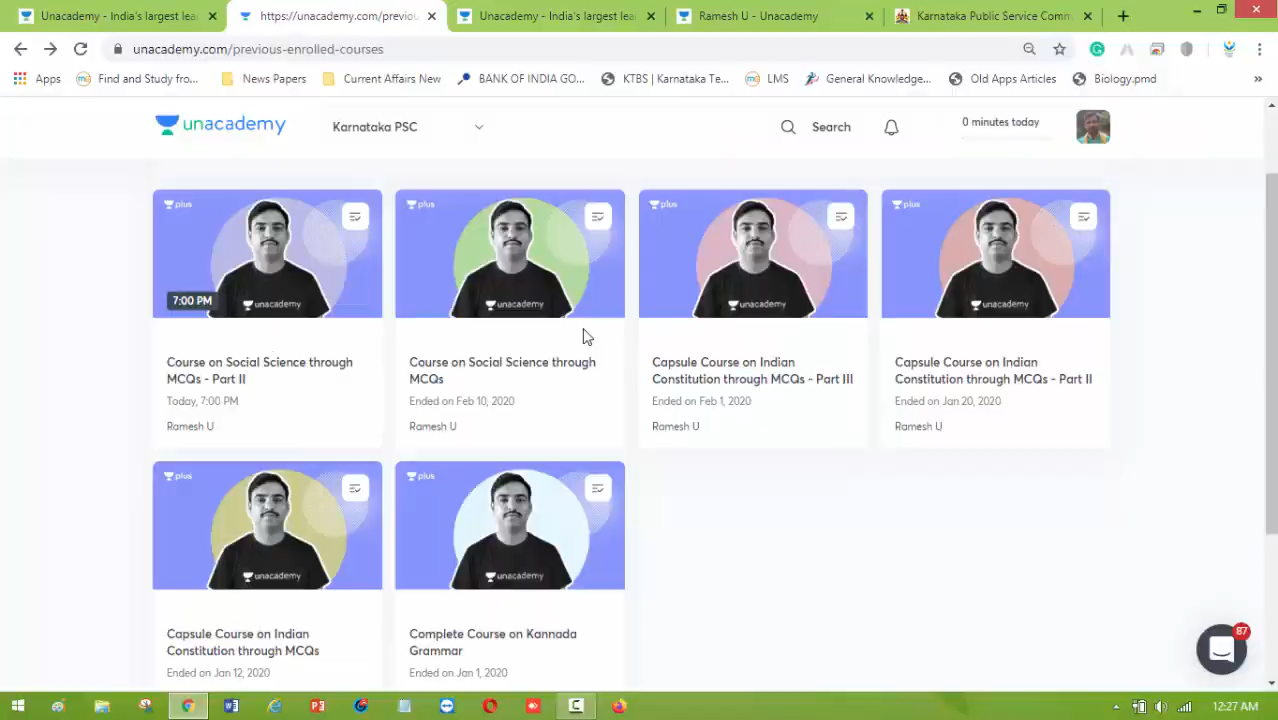 Unacademy - India's largest lea
https://unacademy.com/previou
Unacademy - India's largest lea
Ramesh U - Unacademy
Karnataka Public Service Comm
unacademy.com/previous-enrolled-courses
Apps
Find and Study fro...
News Papers
Current Affairs New
BANK OF INDIA GO...
KTBS | Karnataka Te...
LMS
General Knowledge...
Old Apps Articles
Biology.pmd
»
unacademy
Karnataka PSC
Search
0 minutes today
plus
plus
plus
plus
7:00 PM
unacademy
unacademy
unacademy
unacademy
Course on Social Science through
MCQs - Part II
Today, 7:00 PM
Ramesh U
Course on Social Science through
MCQs
Ended on Feb 10, 2020
Ramesh U
Capsule Course on Indian
Constitution through MCQs - Part III
Ended on Feb 1, 2020
Ramesh U
Capsule Course on Indian
Constitution through MCQs - Part II
Ended on Jan 20, 2020
Ramesh U
plus
plus
unacademy
unacademy
Capsule Course on Indian
Constitution through MCQs
Ended on Jan 12, 2020
Complete Course on Kannada
Grammar
Ended on Jan 1, 2020
87
12:27 AM